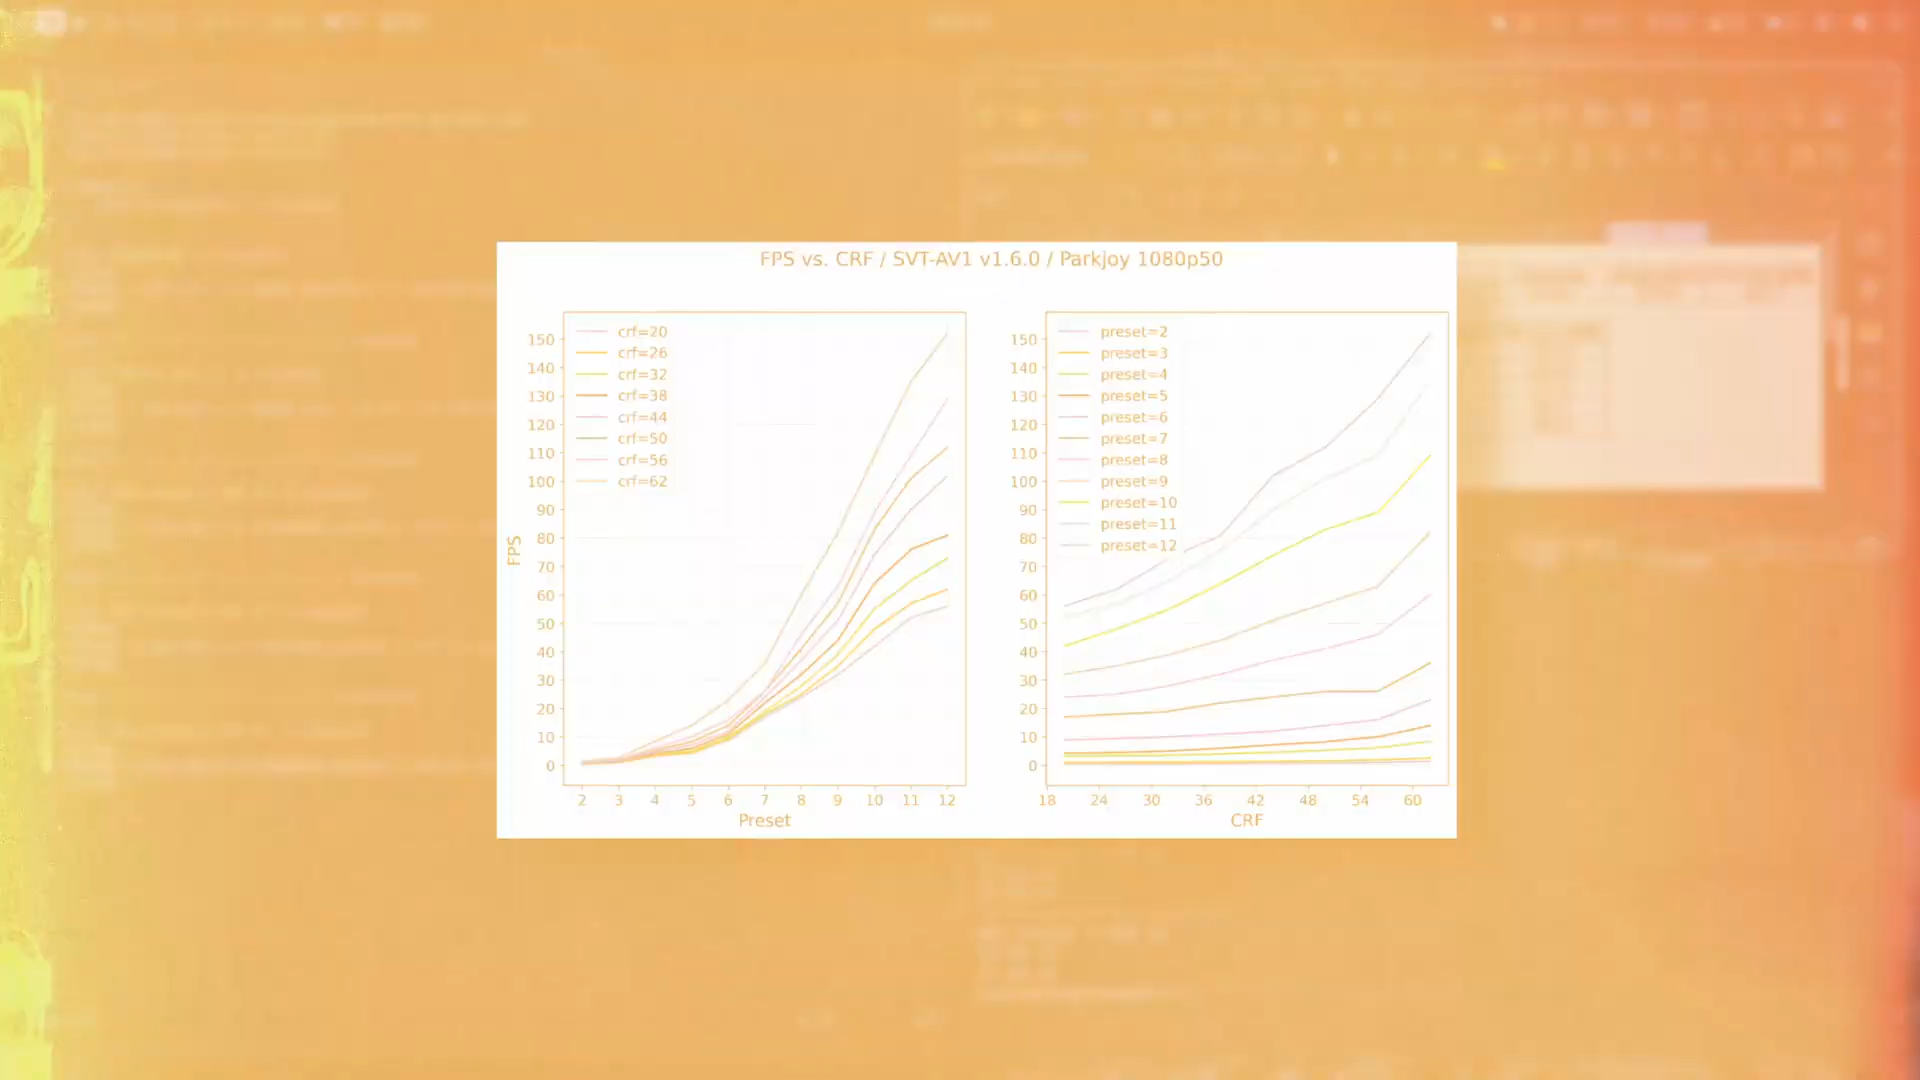 FPS vs. CRF / SVT-AV1 v1.6.0 / ParkJoy 1080p50
crf=20
crf=26
crf=32
crf=38
crf=44
crf=50
crf=56
crf=62
150
140
130
120
110
100
90
80
70
60
50
40
30
20
10
0
FPS
2 3 4 5 6 7 8 9 10 11 12
Preset
preset=2
preset=3
preset=4
preset=5
preset=6
preset=7
preset=8
preset=9
preset=10
preset=11
preset=12
150
140
130
120
110
100
90
80
70
60
50
40
30
20
10
0
18 24 30 36 42 48 54 60
CRF